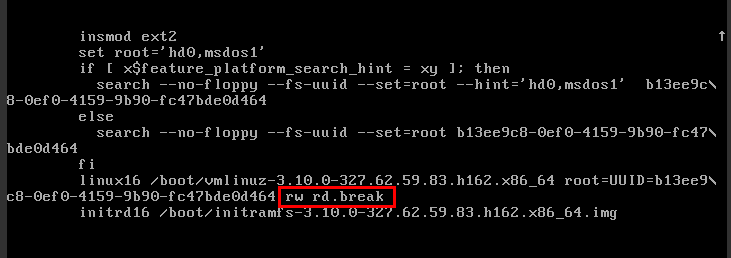 insmod ext2
set root='hd0,msdos1'
if [ x$feature_platform_search_hint = xy ]; then
search --no-floppy --fs-uuid --set=root --hint='hd0,msdos1'  b13ee9c\
8-0ef0-4159-9b90-fc47bde0d464
else
search --no-floppy --fs-uuid --set=root b13ee9c8-0ef0-4159-9b90-fc47\
bde0d464
fi
linux16 /boot/vmlinuz-3.10.0-327.62.59.83.h162.x86_64 root=UUID=b13ee9\
c8-0ef0-4159-9b90-fc47bde0d464 rw rd.break
initrd16 /boot/initramfs-3.10.0-327.62.59.83.h162.x86_64.img